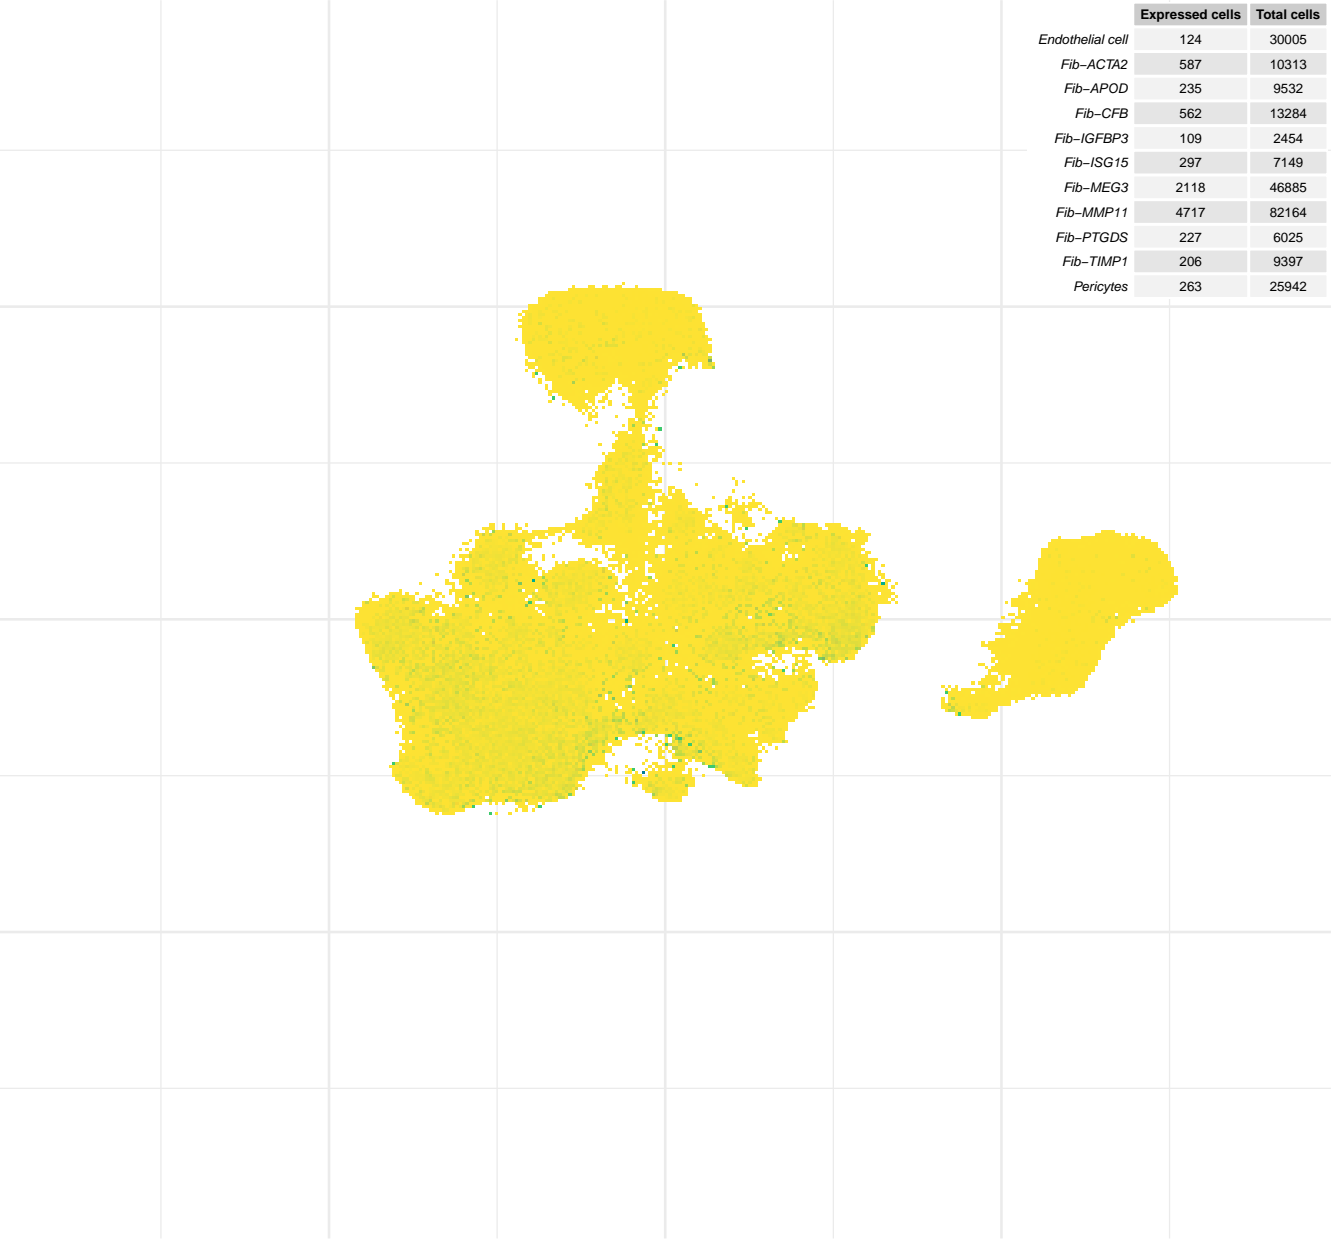 Expressed cells Total cells
Endothelial cell 124 30005
Fib−ACTA2 587 10313
Fib−APOD 235 9532
Fib−CFB 562 13284
Fib−IGFBP3 109 2454
Fib−ISG15 297 7149
Fib−MEG3 2118 46885
Fib−MMP11 4717 82164
Fib−PTGDS 227 6025
Fib−TIMP1 206 9397
Pericytes 263 25942